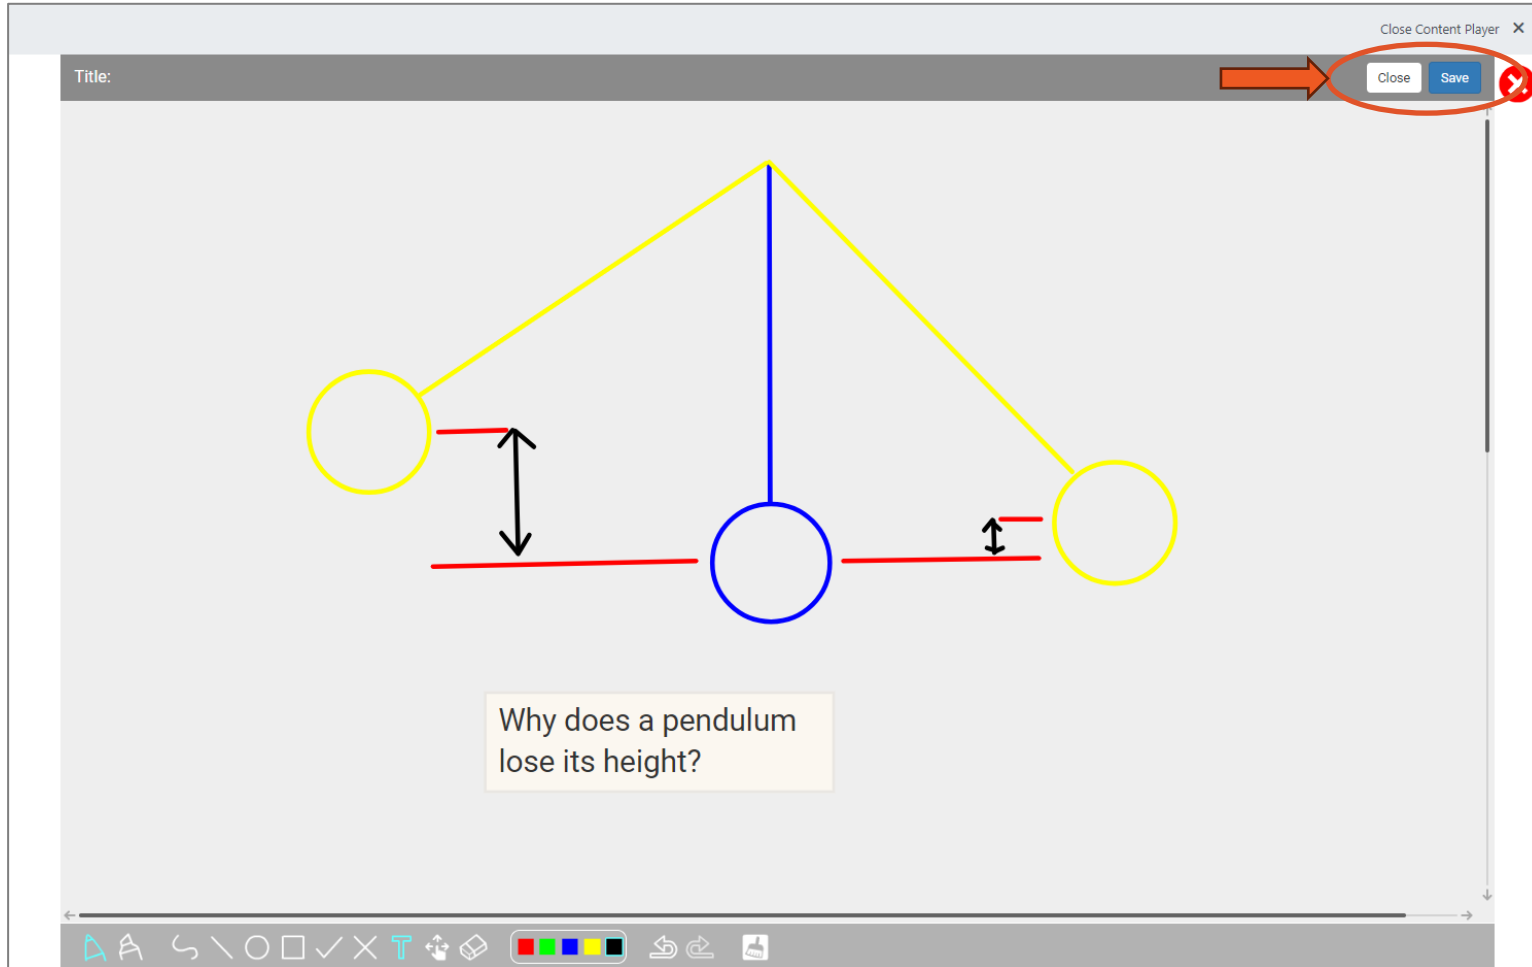 Close Content Player
Title:
Close
Save
Why does a pendulum
lose its height?
T